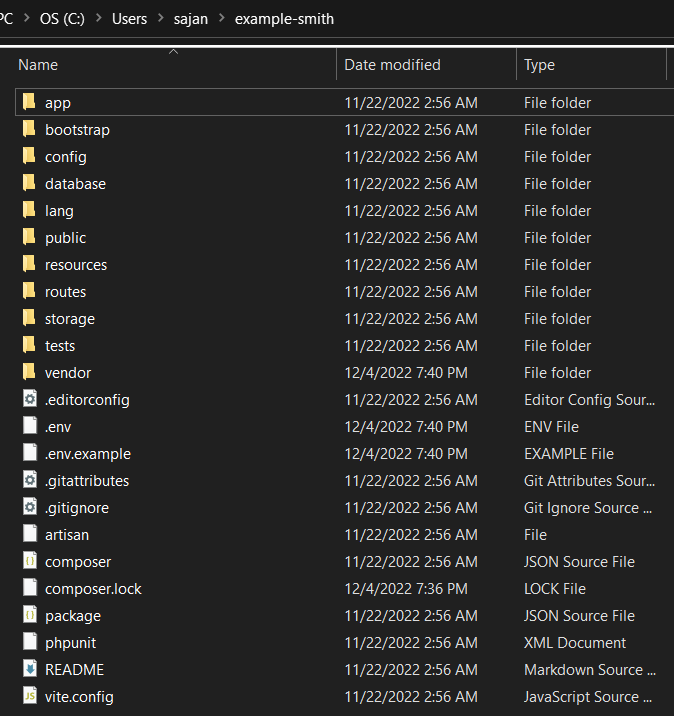 PC > OS (C:) > Users > sajan > example-smith
Name Date modified Type
app 11/22/2022 2:56 AM File folder
bootstrap 11/22/2022 2:56 AM File folder
config 11/22/2022 2:56 AM File folder
database 11/22/2022 2:56 AM File folder
lang 11/22/2022 2:56 AM File folder
public 11/22/2022 2:56 AM File folder
resources 11/22/2022 2:56 AM File folder
routes 11/22/2022 2:56 AM File folder
storage 11/22/2022 2:56 AM File folder
tests 11/22/2022 2:56 AM File folder
vendor 12/4/2022 7:40 PM File folder
.editorconfig 11/22/2022 2:56 AM Editor Config Sour...
.env 12/4/2022 7:40 PM ENV File
.env.example 12/4/2022 7:40 PM EXAMPLE File
.gitattributes 11/22/2022 2:56 AM Git Attributes Sour...
.gitignore 11/22/2022 2:56 AM Git Ignore Source ...
artisan 11/22/2022 2:56 AM File
composer 11/22/2022 2:56 AM JSON Source File
composer.lock 12/4/2022 7:36 PM LOCK File
package 11/22/2022 2:56 AM JSON Source File
phpunit 11/22/2022 2:56 AM XML Document
README 11/22/2022 2:56 AM Markdown Source ...
JS vite.config 11/22/2022 2:56 AM JavaScript Source ...